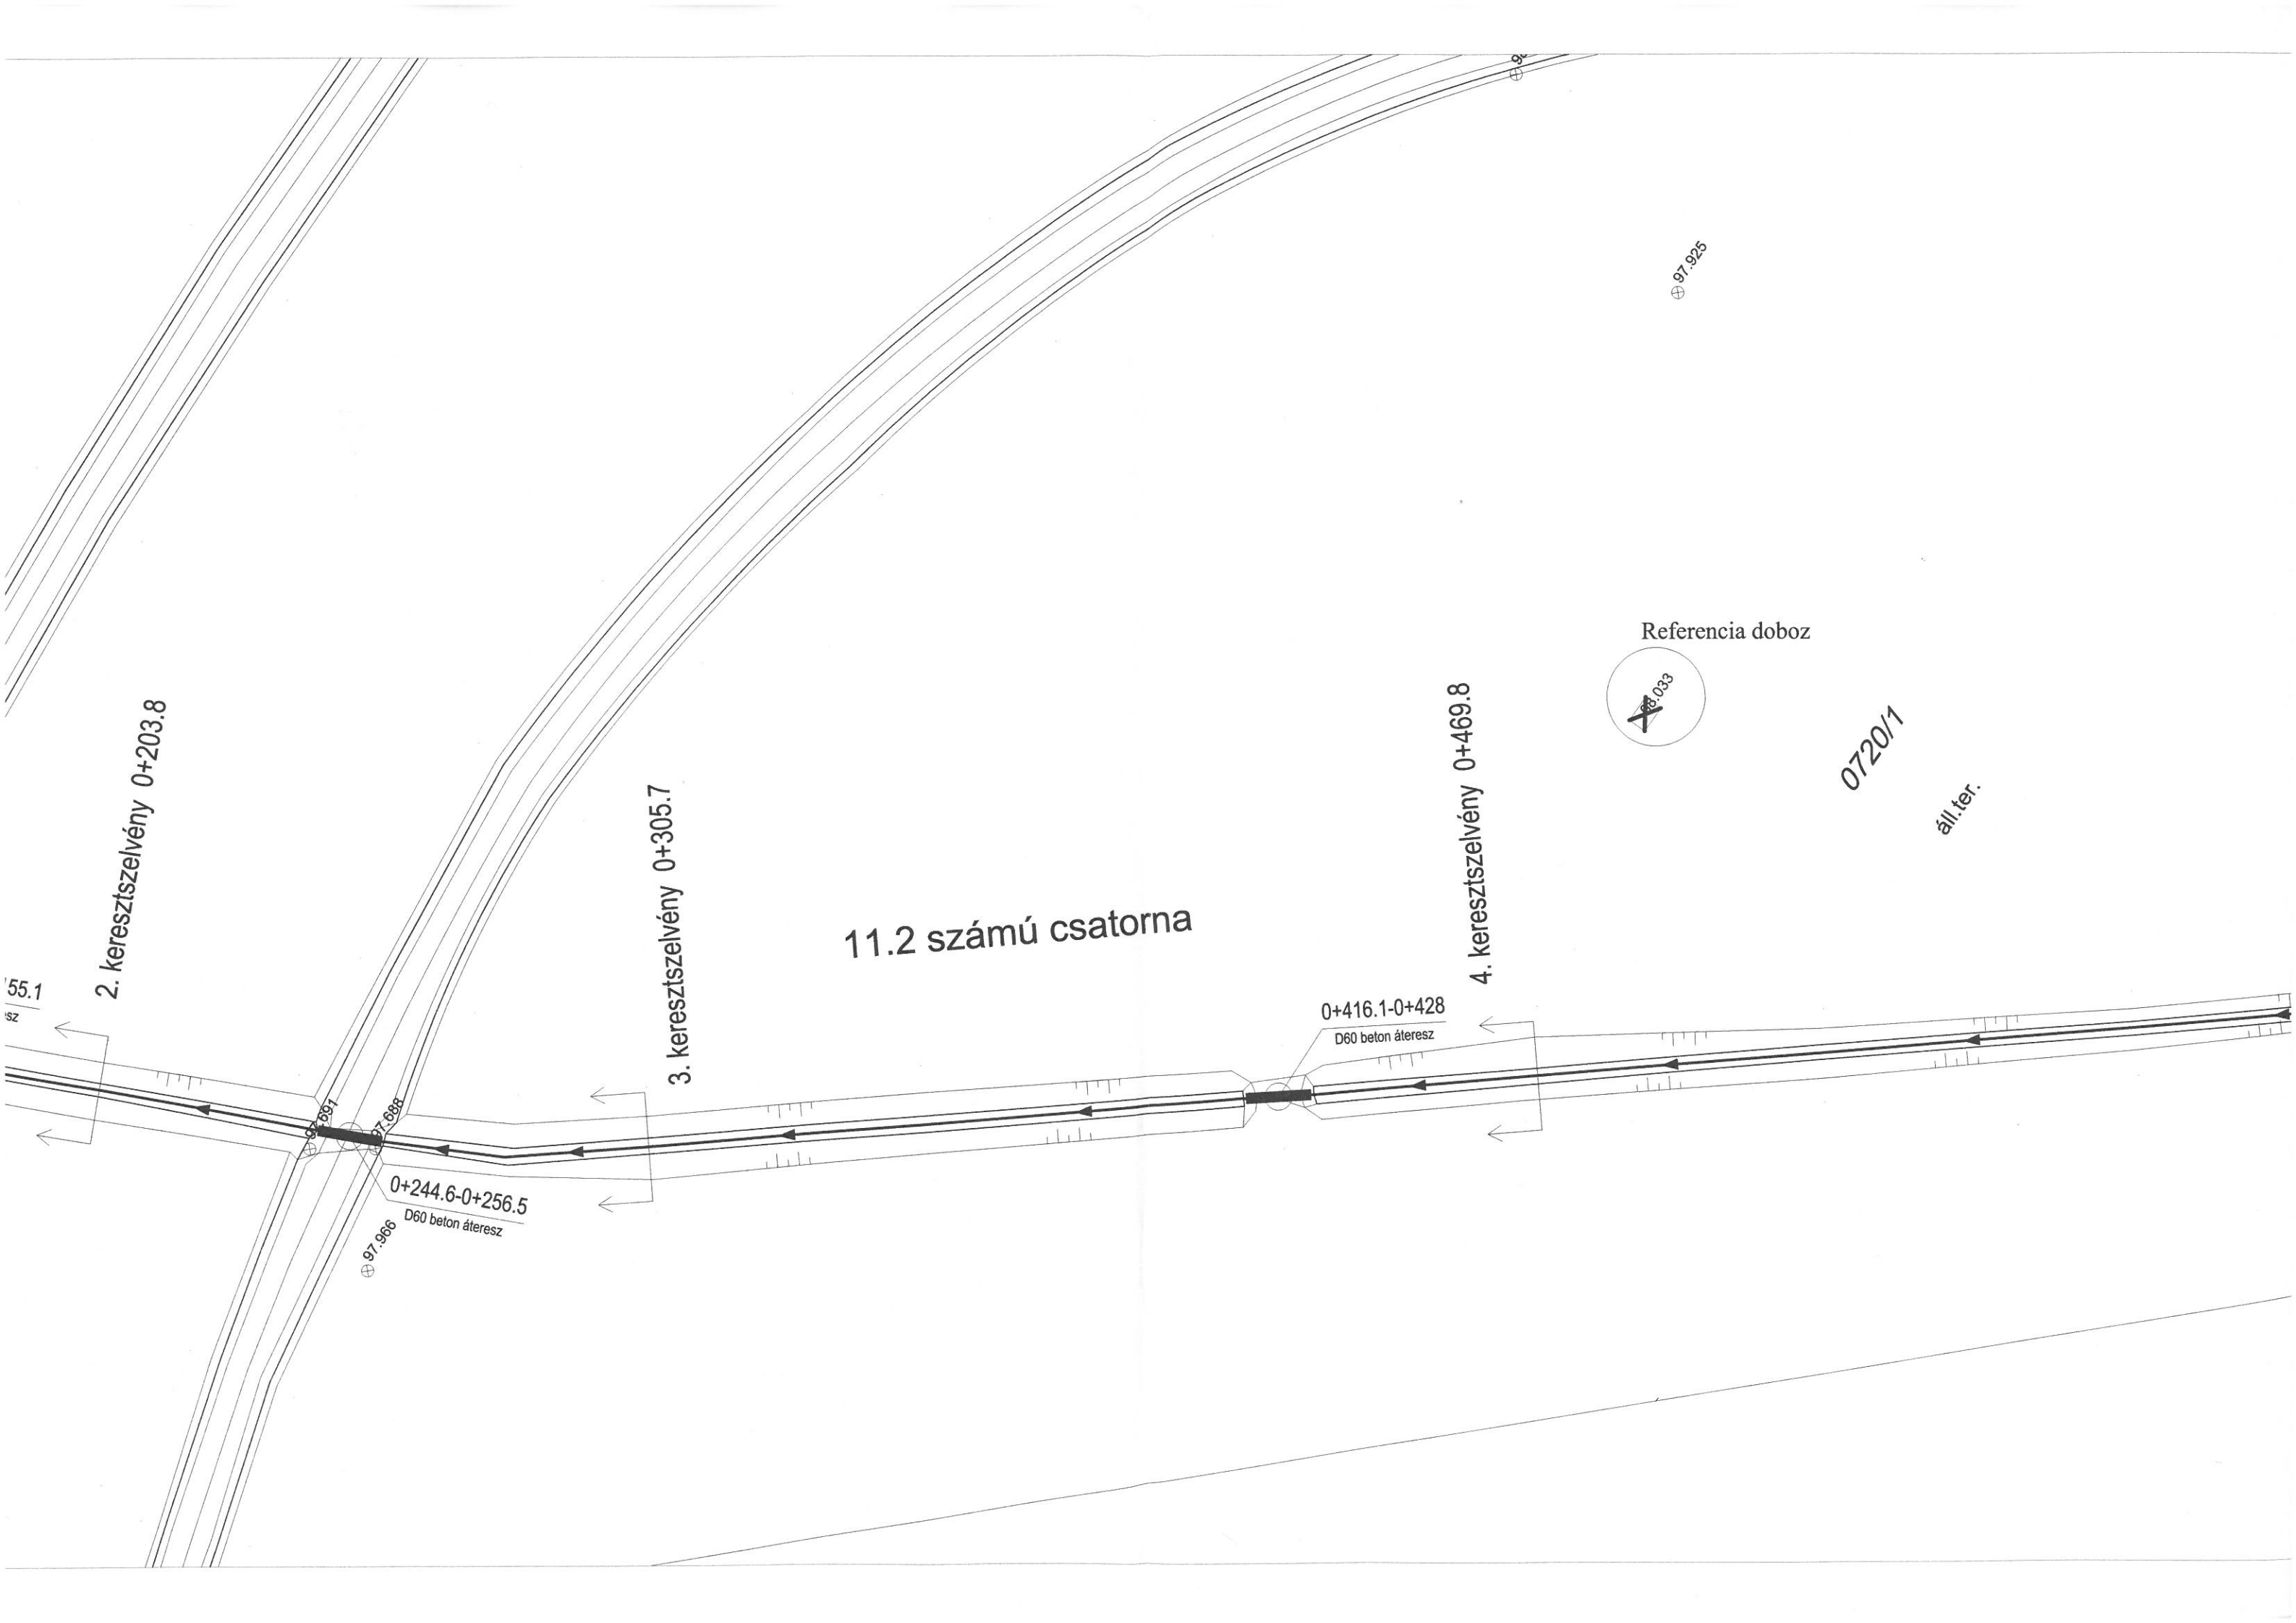 97.925
Referencia doboz
0720/1
áll.ter.
2. keresztszelvény 0+203.8
3. keresztszelvény 0+305.7
4. keresztszelvény 0+469.8
11.2 számú csatorna
55.1
0+416.1-0+428
D60 beton áteresz
97.691
97.688
0+244.6-0+256.5
D60 beton áteresz
97.966